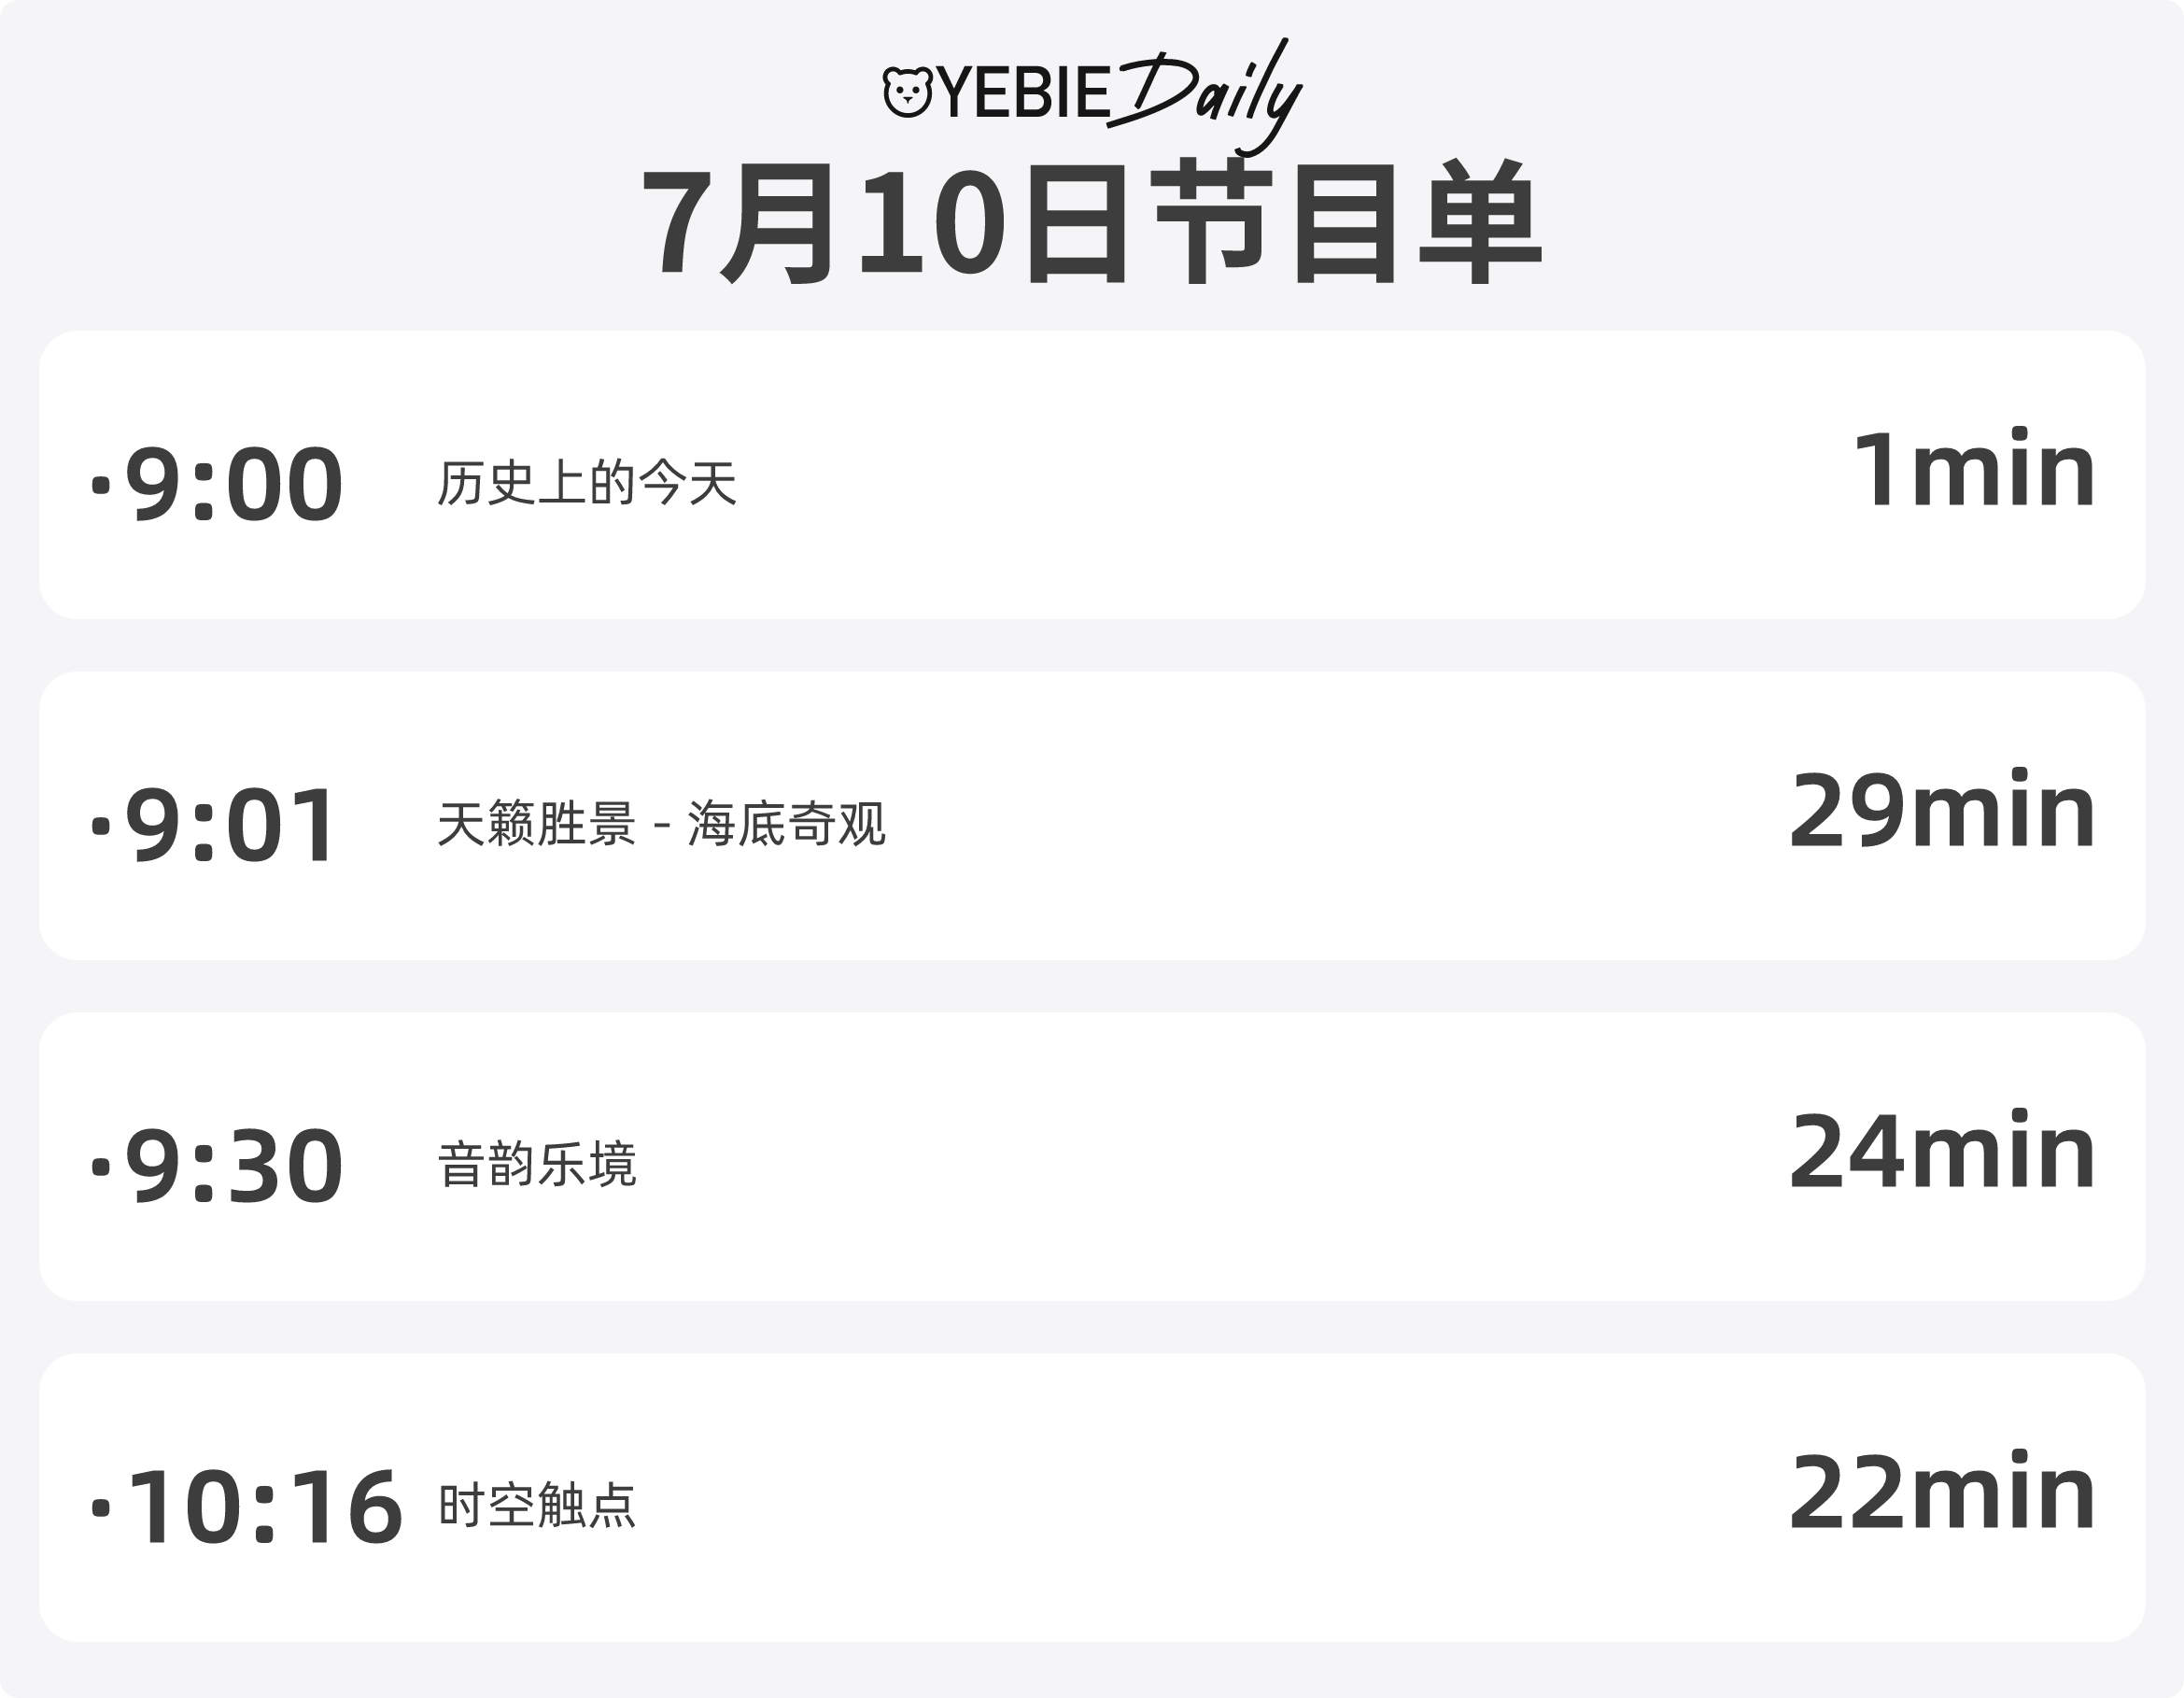 YEBIE Daily
7月10日节目单
·9:00 历史上的今天 1min
·9:01 天籁胜景 - 海底奇观 29min
·9:30 音韵乐境 24min
·10:16 时空触点 22min